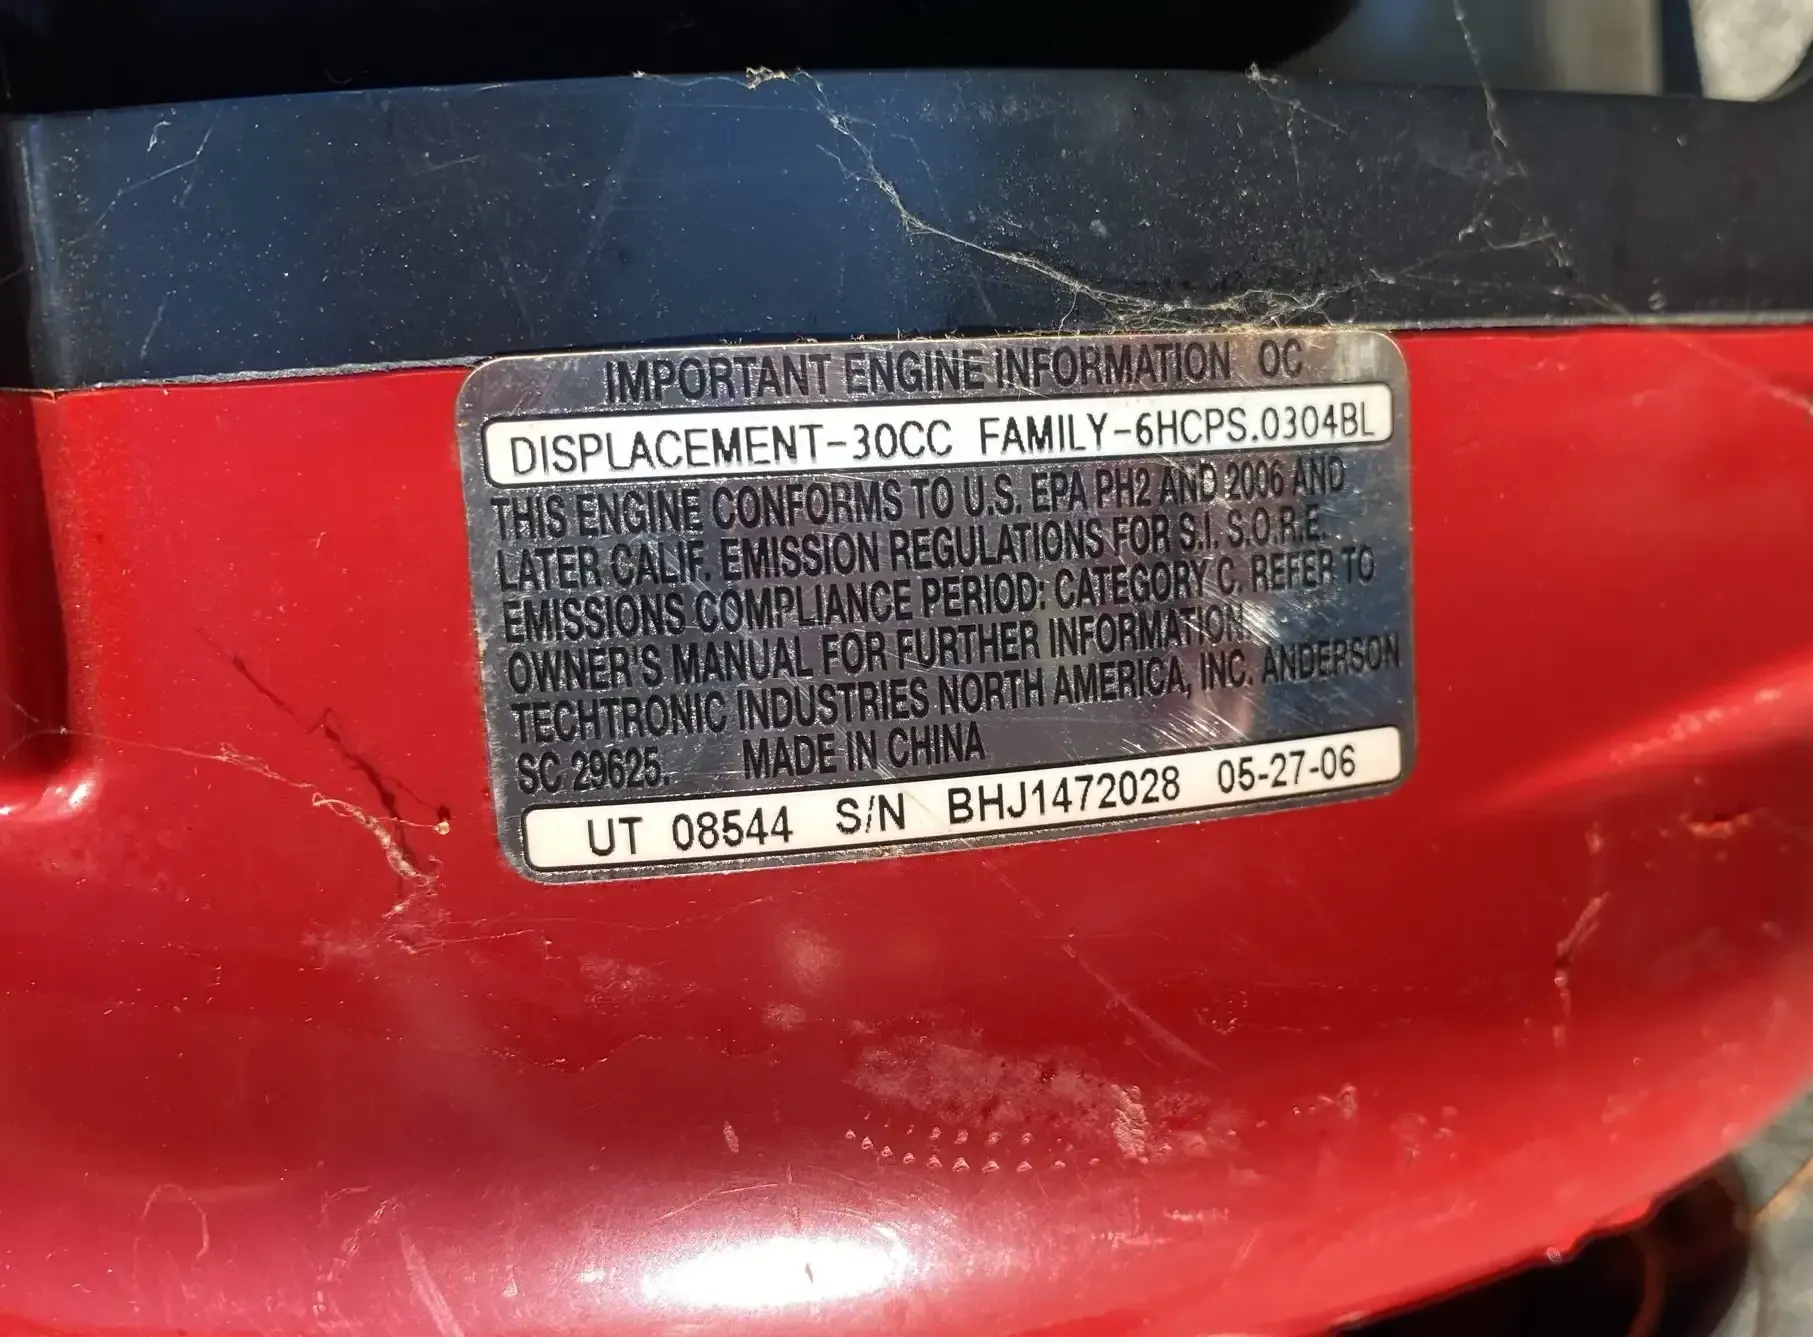 IMPORTANT ENGINE INFORMATION OC
DISPLACEMENT-30CC FAMILY-6HCPS.0304BL
THIS ENGINE CONFORMS TO U.S. EPA PH2 AND 2006 AND
LATER CALIF. EMISSION REGULATIONS FOR S.I. S.O.R.E.
EMISSIONS COMPLIANCE PERIOD: CATEGORY C. REFER TO
OWNER'S MANUAL FOR FURTHER INFORMATION.
TECHTRONIC INDUSTRIES NORTH AMERICA, INC. ANDERSON
SC 29625. MADE IN CHINA
UT 08544 S/N BHJ1472028 05-27-06